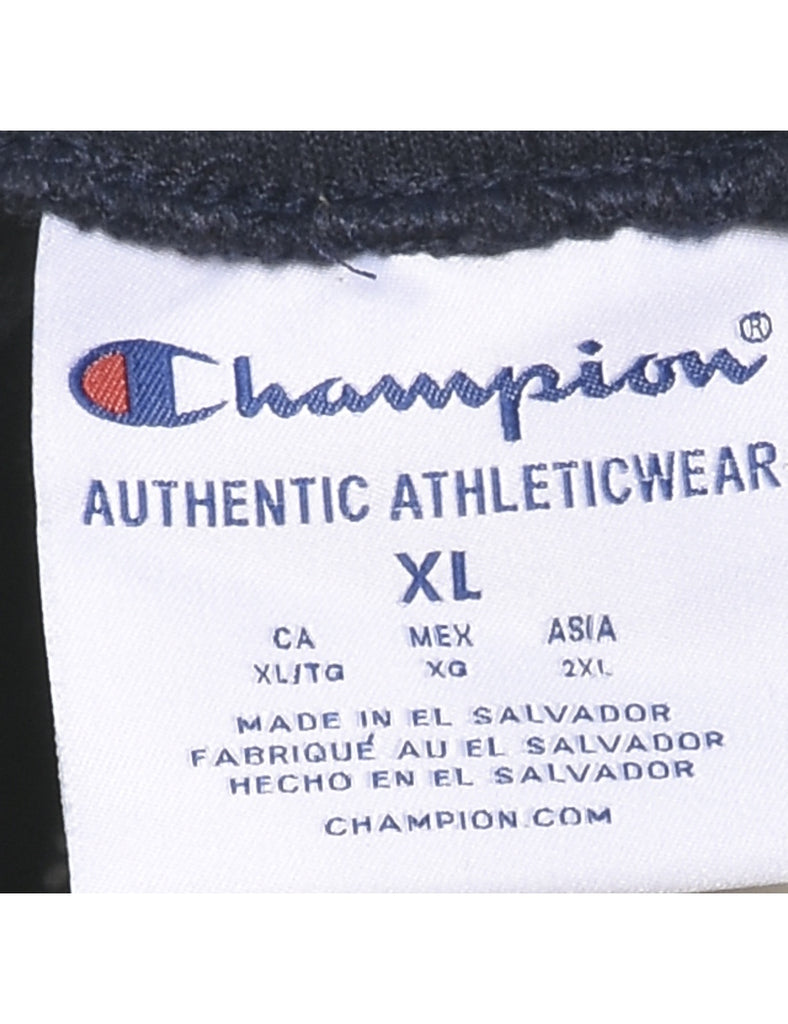 Champion®
AUTHENTIC ATHLETICWEAR
XL
CA MEX ASIA
XL/TG XG 2XL
MADE IN EL SALVADOR
FABRIQUÉ AU EL SALVADOR
HECHO EN EL SALVADOR
CHAMPION.COM